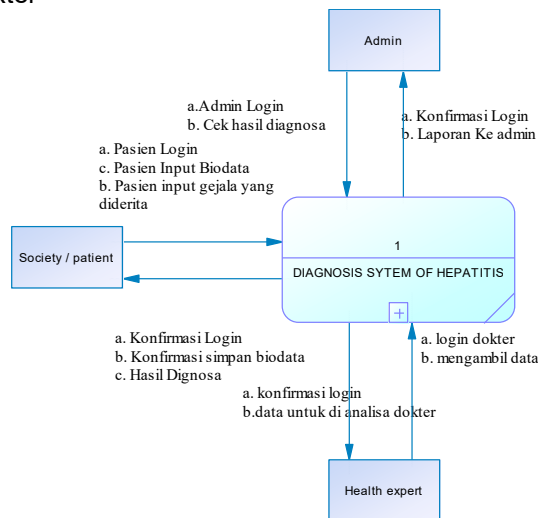 Admin
a.Admin Login
b. Cek hasil diagnosa
a. Konfirmasi Login
b. Laporan Ke admin
a. Pasien Login
c. Pasien Input Biodata
b. Pasien input gejala yang
diderita
Society / patient
1
DIAGNOSIS SYTEM OF HEPATITIS
a. Konfirmasi Login
b. Konfirmasi simpan biodata
c. Hasil Dignosa
a. login dokter
b. mengambil data
a. konfirmasi login
b.data untuk di analisa dokter
Health expert